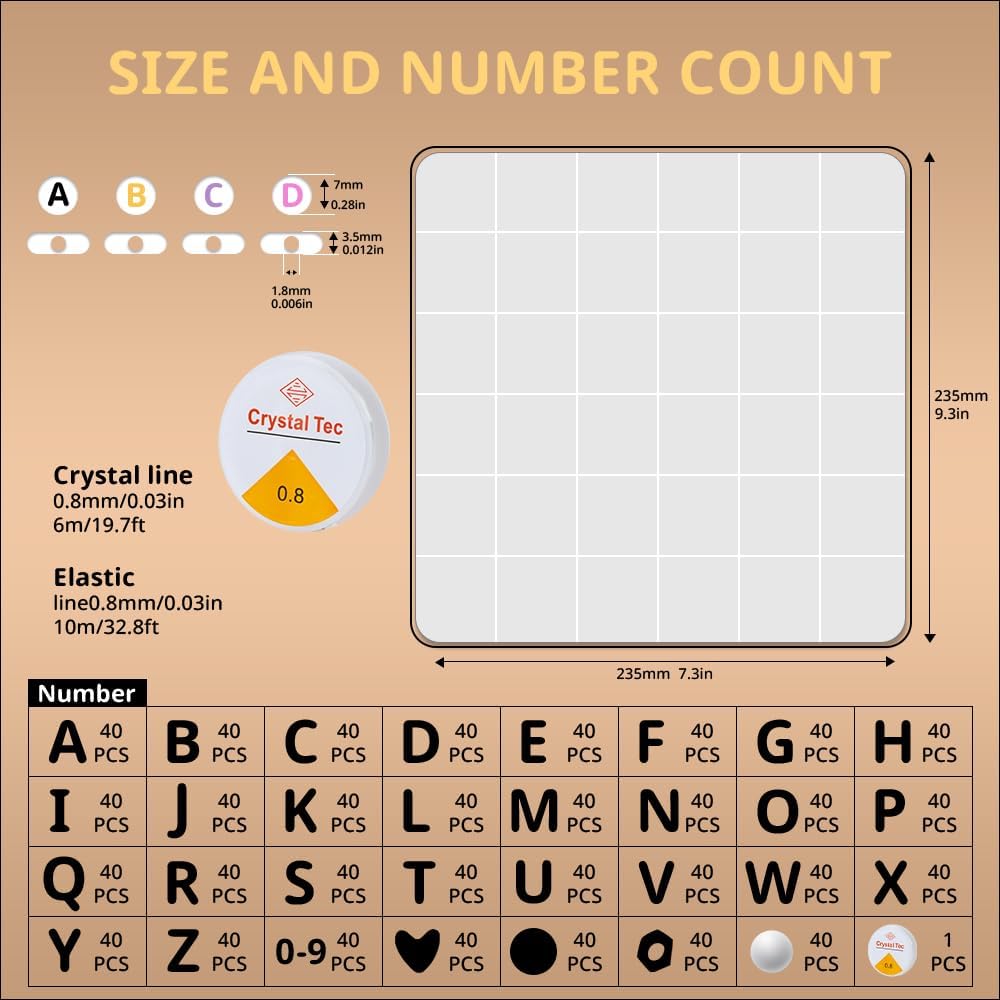 SIZE AND NUMBER COUNT
A B C D
7mm
0.28in
3.5mm
0.012in
1.8mm
0.006in
Crystal Tec
0.8
Crystal line
0.8mm/0.03in
6m/19.7ft
Elastic
line0.8mm/0.03in
10m/32.8ft
235mm
9.3in
235mm 7.3in
Number
A 40 PCS B 40 PCS C 40 PCS D 40 PCS E 40 PCS F 40 PCS G 40 PCS H 40 PCS
I 40 PCS J 40 PCS K 40 PCS L 40 PCS M 40 PCS N 40 PCS O 40 PCS P 40 PCS
Q 40 PCS R 40 PCS S 40 PCS T 40 PCS U 40 PCS V 40 PCS W 40 PCS X 40 PCS
Y 40 PCS Z 40 PCS 0-9 40 PCS 40 PCS 40 PCS 40 PCS 40 PCS Crystal Tec 0.8 1 PCS